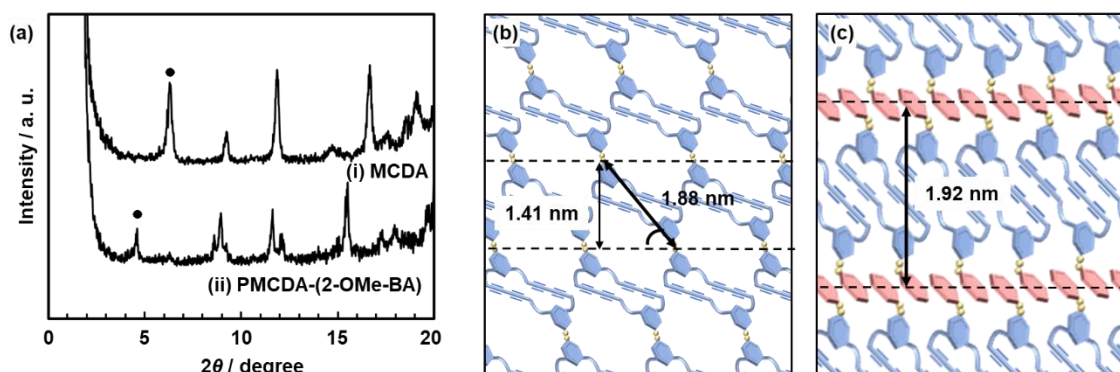 (a)
Intensity / a. u.
(i) MCDA
(ii) PMCDA-(2-OMe-BA)
0 5 10 15 20
2θ / degree
(b)
1.41 nm
1.88 nm
(c)
1.92 nm